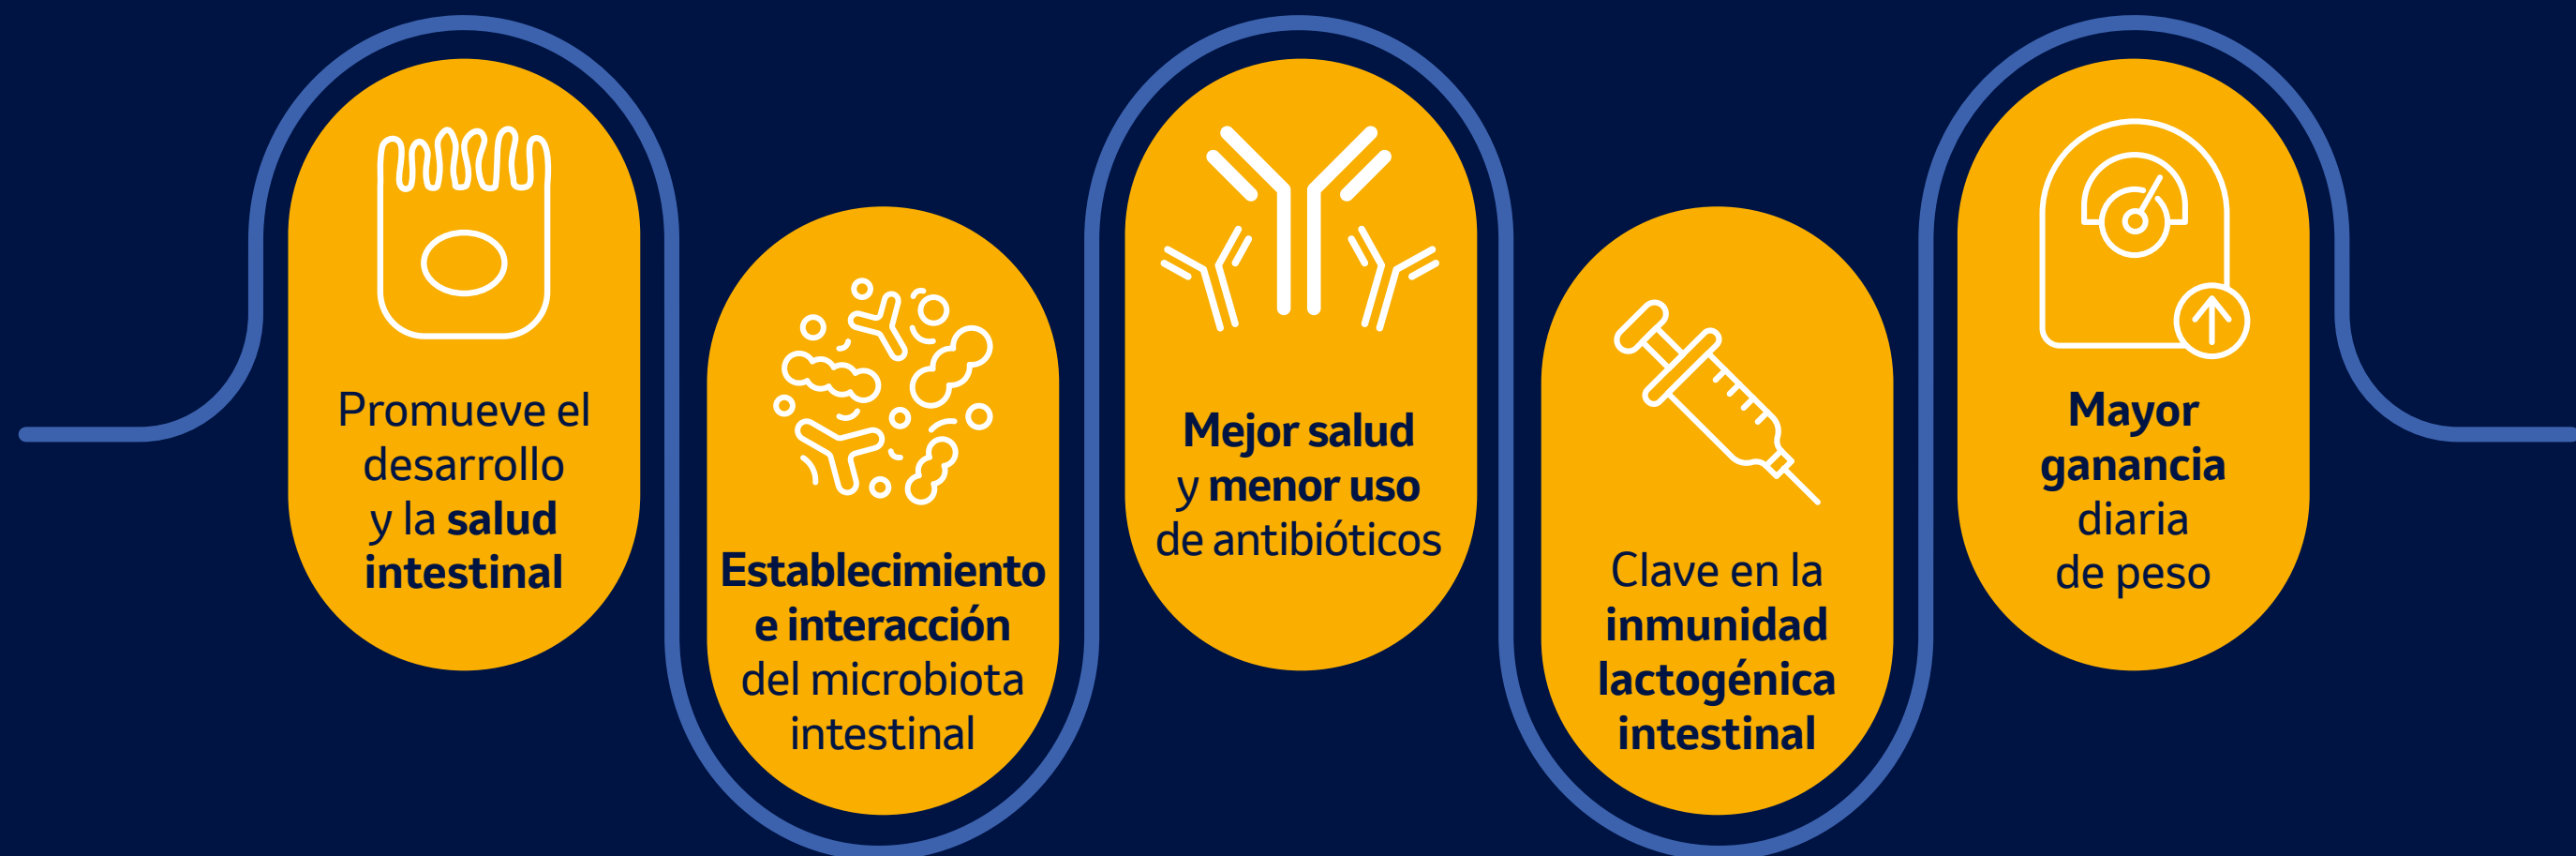 Promueve el
desarrollo
y la salud
intestinal
Establecimiento
e interacción
del microbiota
intestinal
Mejor salud
y menor uso
de antibióticos
Clave en la
inmunidad
lactogénica
intestinal
Mayor
ganancia
diaria
de peso